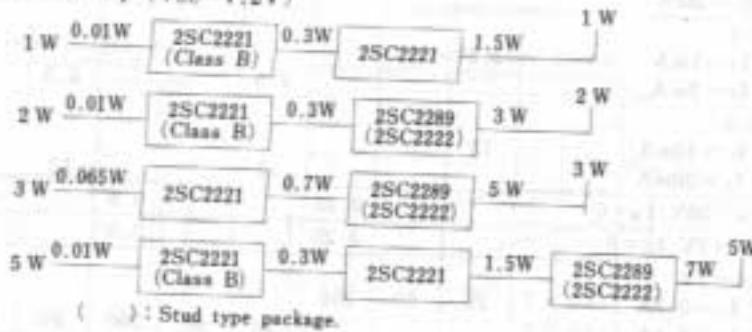 1 W
1 W 0.01W 2SC2221 0.3W 2SC2221 1.5W
(Class B)
2 W
2 W 0.01W 2SC2221 0.3W 2SC2289 3 W
(Class B) (2SC2222)
3 W
3 W 0.065W 2SC2221 0.7W 2SC2289 5 W
(2SC2222)
5W
5 W 0.01W 2SC2221 0.3W 2SC2221 1.5W 2SC2289 7W
(Class B) (2SC2222)
( ) : Stud type package.